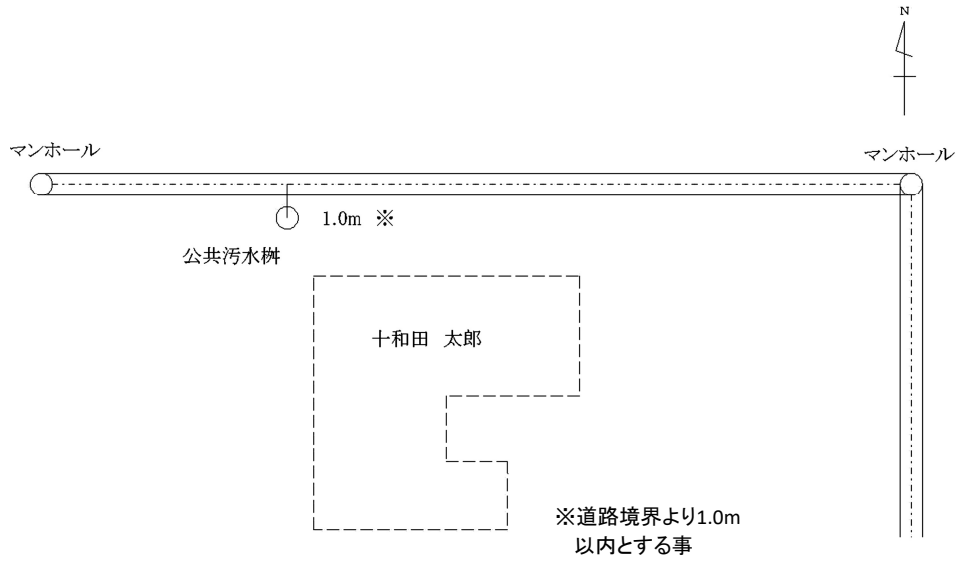 N
マンホール
マンホール
1.0m ※
公共汚水桝
十和田 太郎
※道路境界より1.0m
以内とする事